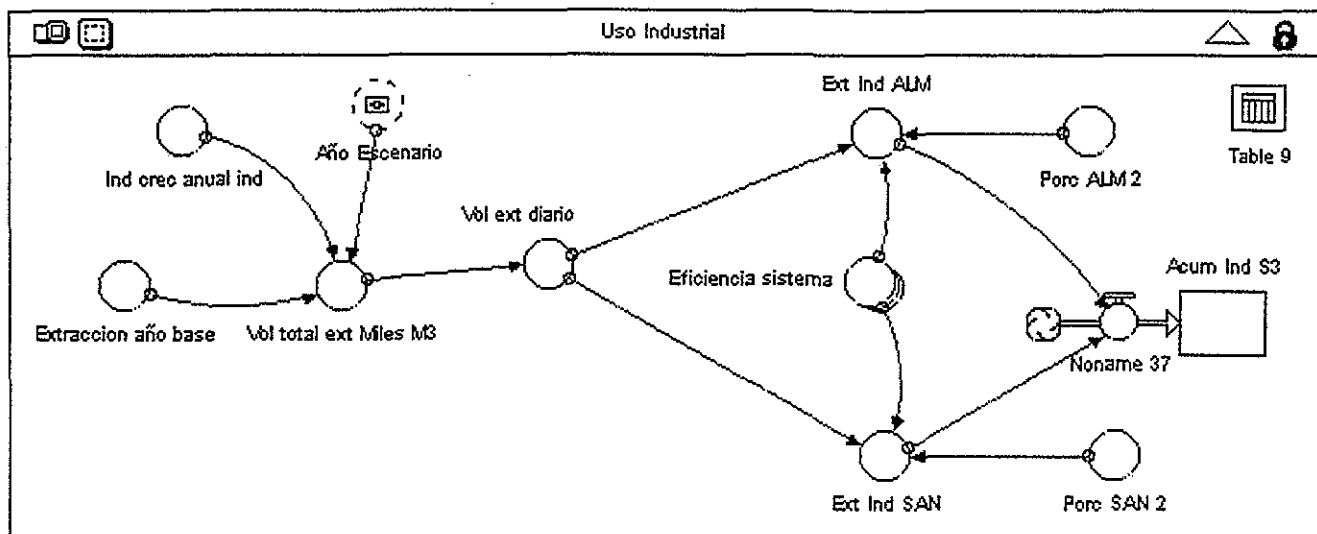 Uso Industrial
Ext Ind ALM
Año Escenario
Table 9
Ind crec anual ind
Porc ALM 2
Vol ext diario
Eficiencia sistema
Acum Ind S3
Extraccion año base
Vol total ext Miles M3
Noname 37
Ext Ind SAN
Porc SAN 2